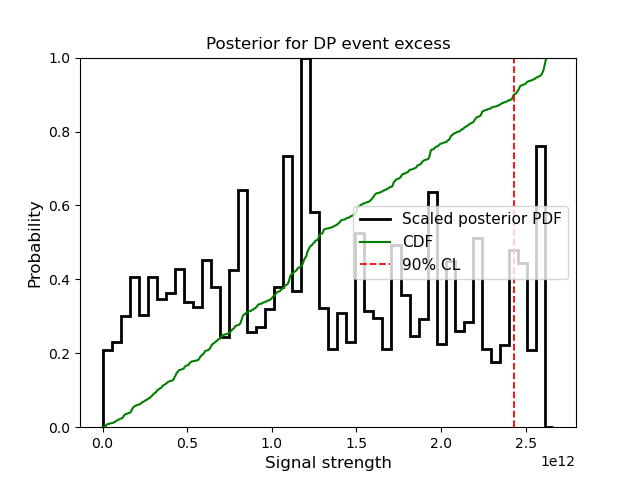 Posterior for DP event excess
Probability
1.0
0.8
0.6
0.4
0.2
0.0
Scaled posterior PDF
CDF
90% CL
0.0 0.5 1.0 1.5 2.0 2.5
1e12
Signal strength